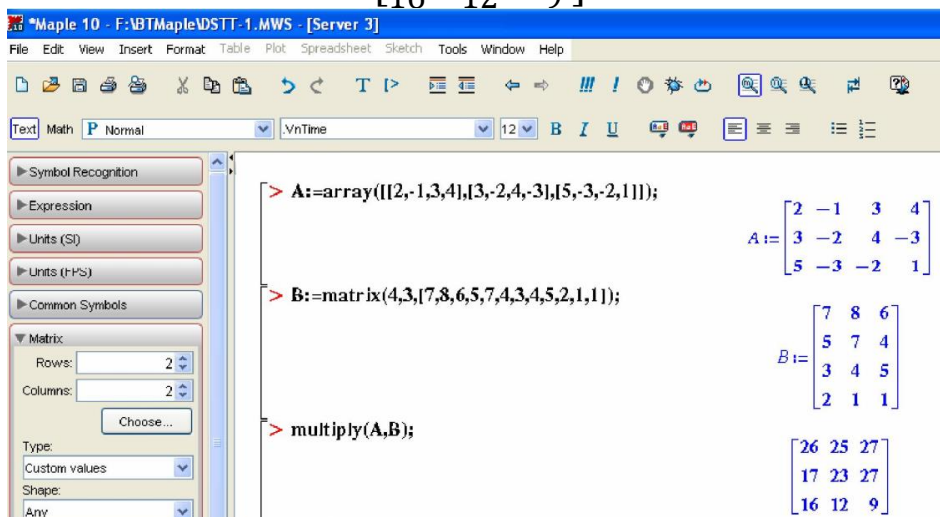 [16 12 9]
*Maple 10 - F:\BTMaple\DSTT-1.MWS - [Server 3]
File Edit View Insert Format Table Plot Spreadsheet Sketch Tools Window Help
Text Math P Normal .VnTime 12 B I U
Symbol Recognition
Expression
Units (SI)
Units (FPS)
Common Symbols
Matrix
Rows: 2
Columns: 2
Choose...
Type:
Custom values
Shape:
Any
> A:=array([[2,-1,3,4],[3,-2,4,-3],[5,-3,-2,1]]);
A := [2 -1 3 4
3 -2 4 -3
5 -3 -2 1]
> B:=matrix(4,3,[7,8,6,5,7,4,3,4,5,2,1,1]);
B := [7 8 6
5 7 4
3 4 5
2 1 1]
> multiply(A,B);
[26 25 27
17 23 27
16 12 9]